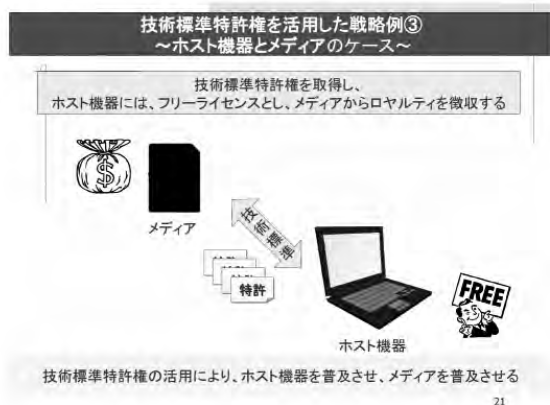 技術標準特許権を活用した戦略例③
～ホスト機器とメディアのケース～
技術標準特許権を取得し、
ホスト機器には、フリーライセンスとし、メディアからロヤルティを徴収する
$
メディア
技術標準
特許
FREE
ホスト機器
技術標準特許権の活用により、ホスト機器を普及させ、メディアを普及させる
21